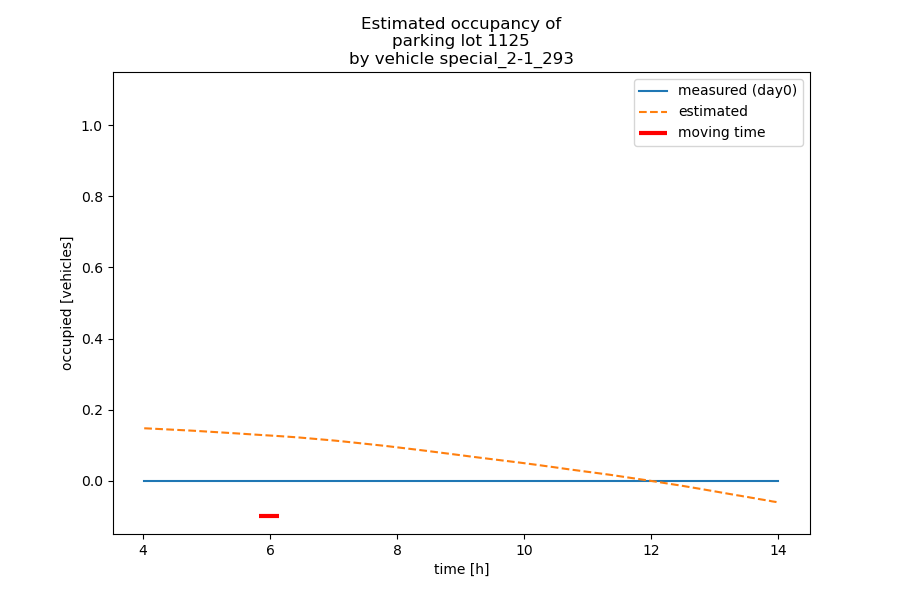 Estimated occupancy of
parking lot 1125
by vehicle special_2-1_293
measured (day0)
estimated
moving time
occupied [vehicles]
1.0
0.8
0.6
0.4
0.2
0.0
4 6 8 10 12 14
time [h]